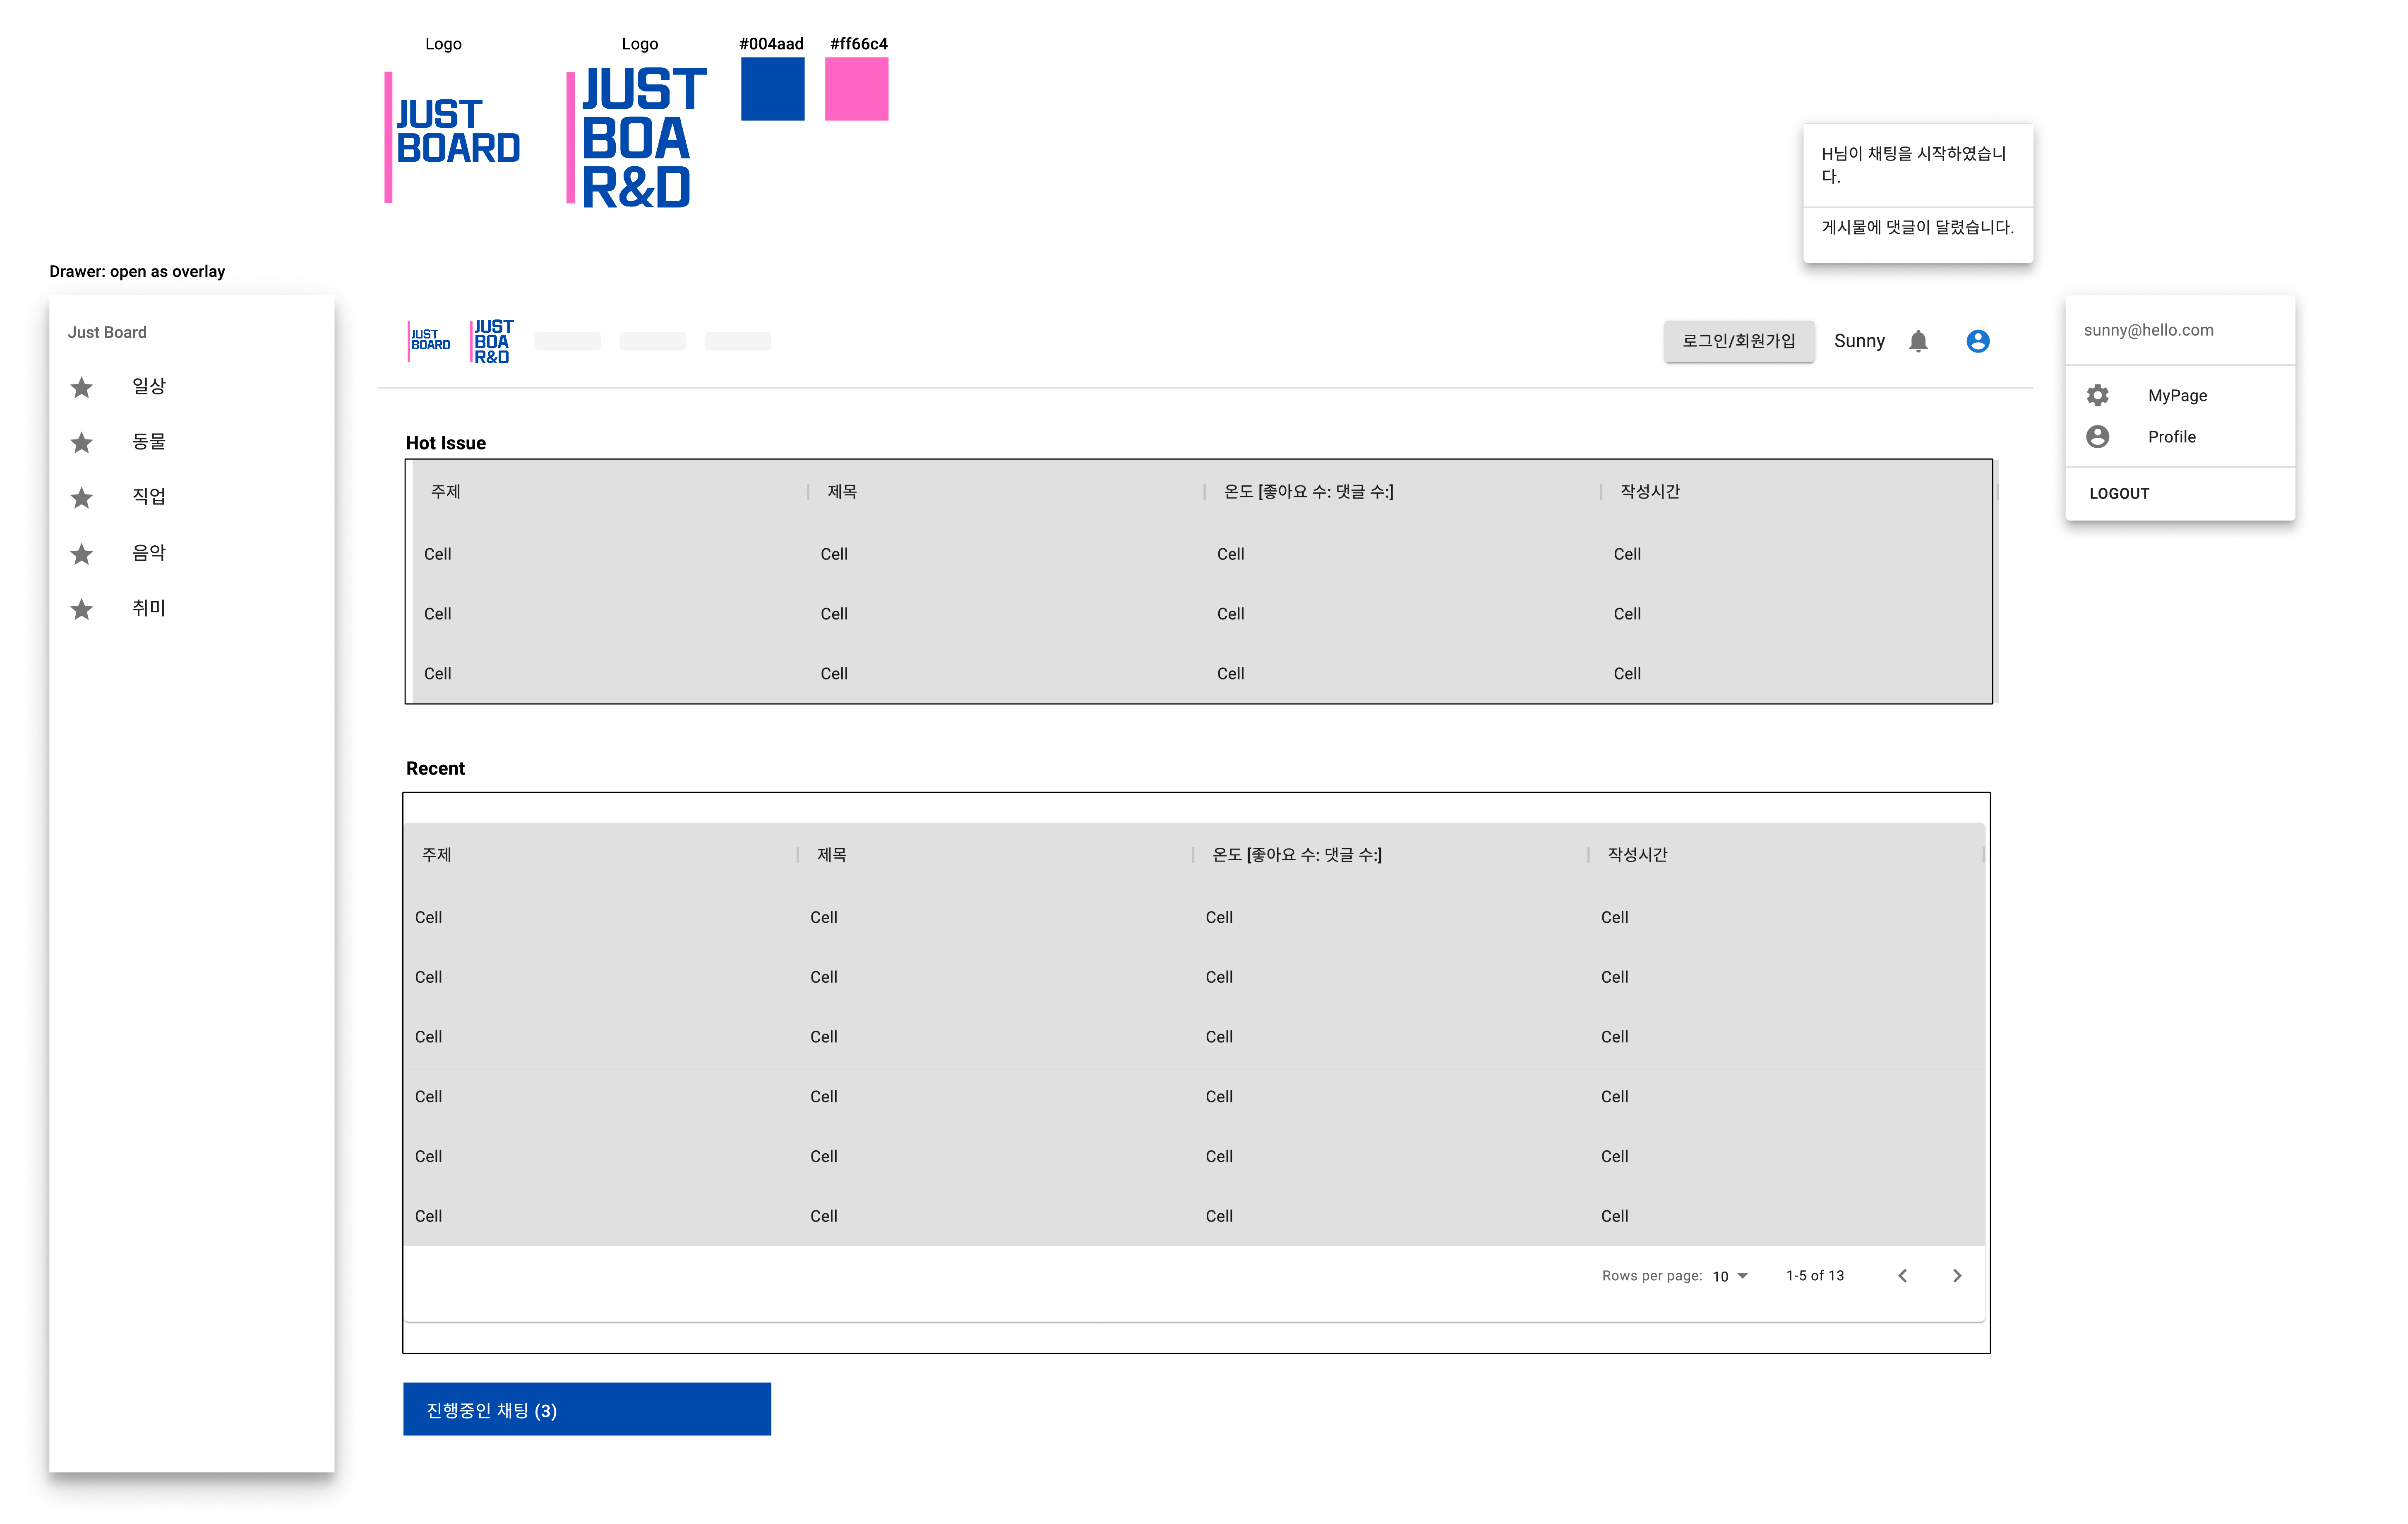 Logo
Logo
#004aad
#ff66c4
JUST
BOARD
JUST
BOA
R&D
H님이 채팅을 시작하였습니
다.
게시물에 댓글이 달렸습니다.
Drawer: open as overlay
Just Board
일상
동물
직업
음악
취미
JUST
BOARD
JUST
BOA
R&D
로그인/회원가입
Sunny
sunny@hello.com
MyPage
Profile
LOGOUT
Hot Issue
주제 제목 온도 [좋아요 수: 댓글 수:] 작성시간
Cell Cell Cell Cell
Cell Cell Cell Cell
Cell Cell Cell Cell
Recent
주제 제목 온도 [좋아요 수: 댓글 수:] 작성시간
Cell Cell Cell Cell
Cell Cell Cell Cell
Cell Cell Cell Cell
Cell Cell Cell Cell
Cell Cell Cell Cell
Cell Cell Cell Cell
Rows per page: 10 1-5 of 13
진행중인 채팅 (3)